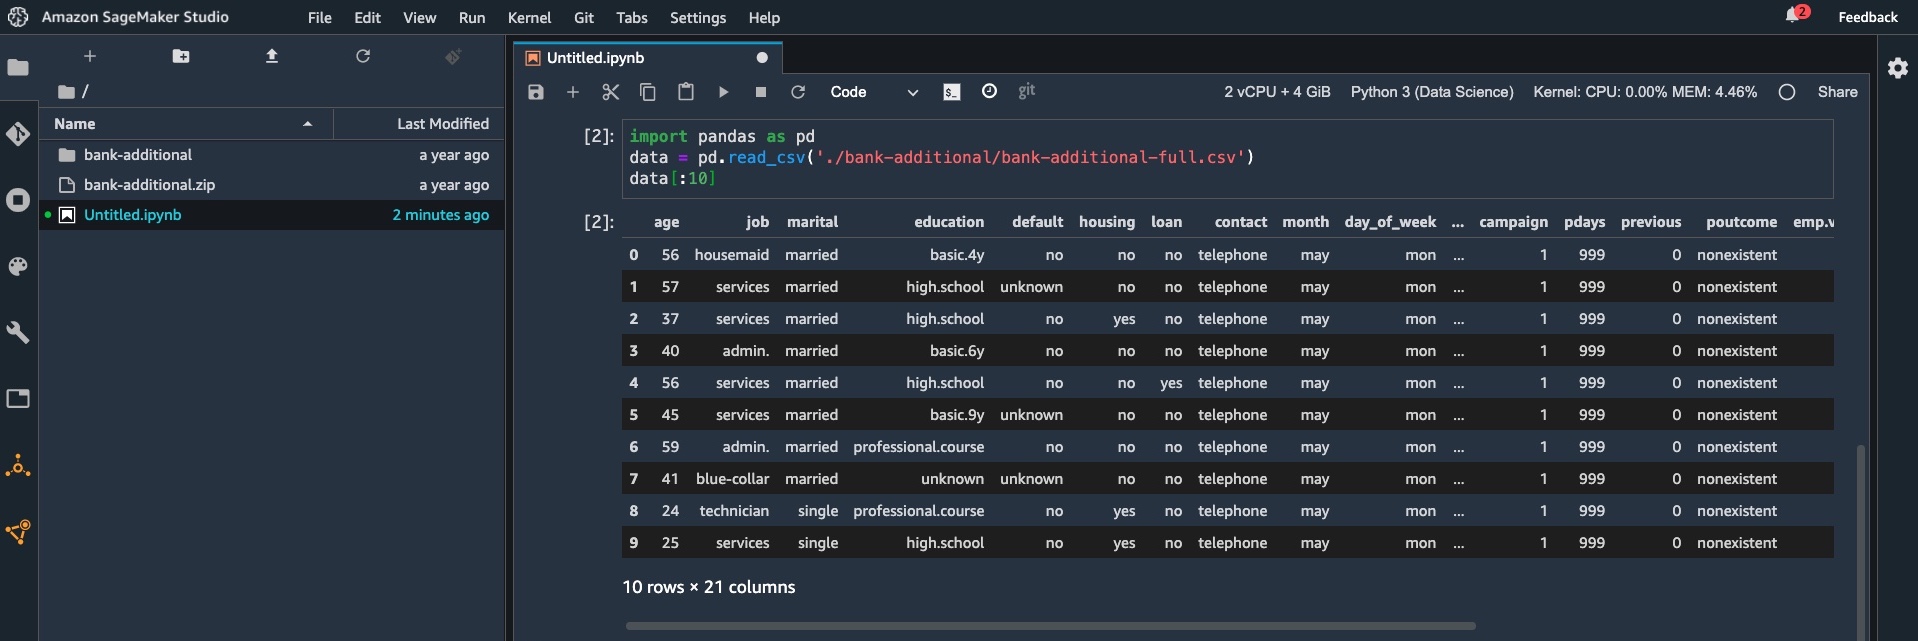 Amazon SageMaker Studio File Edit View Run Kernel Git Tabs Settings Help 2 Feedback
Untitled.ipynb
/
Code git 2 vCPU + 4 GiB Python 3 (Data Science) Kernel: CPU: 0.00% MEM: 4.46% Share
Name Last Modified
bank-additional a year ago
bank-additional.zip a year ago
Untitled.ipynb 2 minutes ago
[2]: import pandas as pd
data = pd.read_csv('./bank-additional/bank-additional-full.csv')
data[:10]
[2]: age job marital education default housing loan contact month day_of_week ... campaign pdays previous poutcome emp.v
0 56 housemaid married basic.4y no no no telephone may mon ... 1 999 0 nonexistent
1 57 services married high.school unknown no no telephone may mon ... 1 999 0 nonexistent
2 37 services married high.school no yes no telephone may mon ... 1 999 0 nonexistent
3 40 admin. married basic.6y no no no telephone may mon ... 1 999 0 nonexistent
4 56 services married high.school no no yes telephone may mon ... 1 999 0 nonexistent
5 45 services married basic.9y unknown no no telephone may mon ... 1 999 0 nonexistent
6 59 admin. married professional.course no no no telephone may mon ... 1 999 0 nonexistent
7 41 blue-collar married unknown unknown no no telephone may mon ... 1 999 0 nonexistent
8 24 technician single professional.course no yes no telephone may mon ... 1 999 0 nonexistent
9 25 services single high.school no yes no telephone may mon ... 1 999 0 nonexistent
10 rows × 21 columns